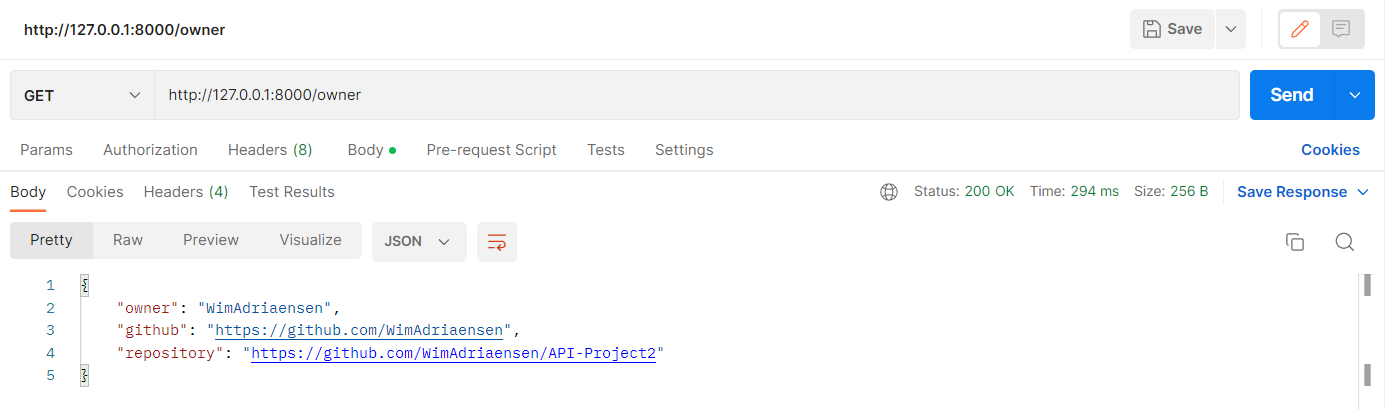 http://127.0.0.1:8000/owner
Save
GET
http://127.0.0.1:8000/owner
Send
Params Authorization Headers (8) Body Pre-request Script Tests Settings Cookies
Body Cookies Headers (4) Test Results Status: 200 OK Time: 294 ms Size: 256 B Save Response
Pretty Raw Preview Visualize JSON
1 {
2 "owner": "WimAdriaensen",
3 "github": "https://github.com/WimAdriaensen",
4 "repository": "https://github.com/WimAdriaensen/API-Project2"
5 }